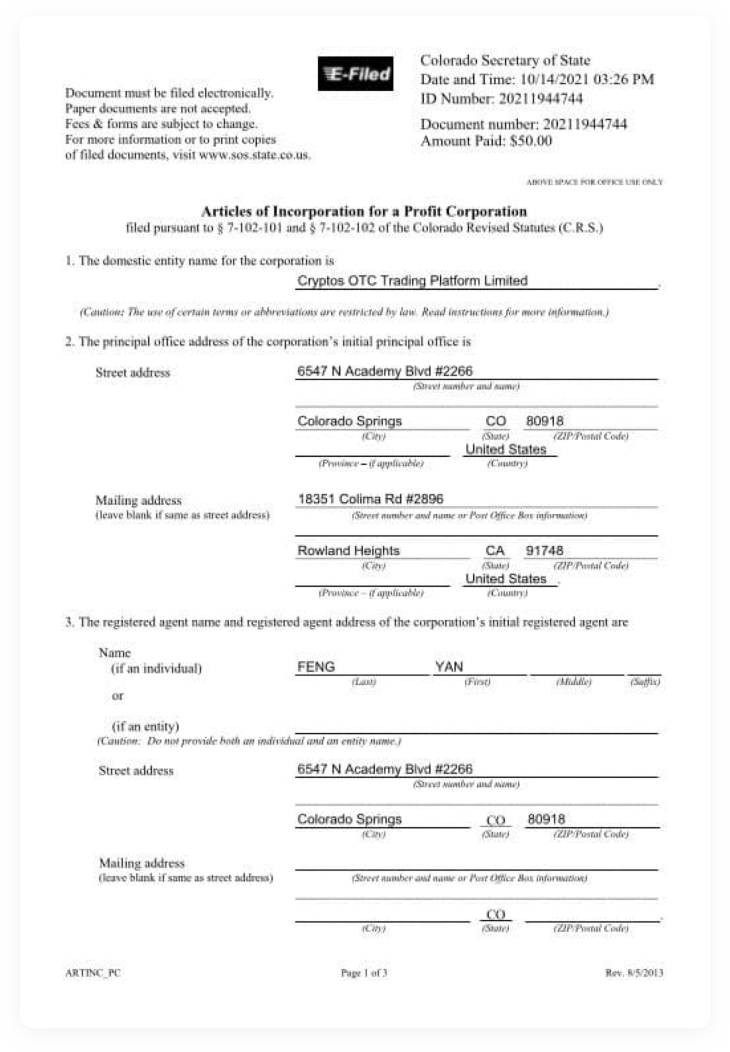 E-Filed
Colorado Secretary of State
Date and Time: 10/14/2021 03:26 PM
ID Number: 20211944744
Document number: 20211944744
Amount Paid: $50.00
Document must be filed electronically.
Paper documents are not accepted.
Fees & forms are subject to change.
For more information or to print copies
of filed documents, visit www.sos.state.co.us.
ABOVE SPACE FOR OFFICE USE ONLY
Articles of Incorporation for a Profit Corporation
filed pursuant to § 7-102-101 and § 7-102-102 of the Colorado Revised Statutes (C.R.S.)
1. The domestic entity name for the corporation is
Cryptos OTC Trading Platform Limited.
(Caution: The use of certain terms or abbreviations are restricted by law. Read instructions for more information.)
2. The principal office address of the corporation's initial principal office is
Street address 6547 N Academy Blvd #2266
(Street number and name)
Colorado Springs CO 80918
(City) (State) (ZIP/Postal Code)
United States
(Province – if applicable) (Country)
Mailing address 18351 Colima Rd #2896
(leave blank if same as street address) (Street number and name or Post Office Box information)
Rowland Heights CA 91748
(City) (State) (ZIP/Postal Code)
United States.
(Province – if applicable) (Country)
3. The registered agent name and registered agent address of the corporation's initial registered agent are
Name
(if an individual) FENG YAN
(Last) (First) (Middle) (Suffix)
or
(if an entity)
(Caution: Do not provide both an individual and an entity name.)
Street address 6547 N Academy Blvd #2266
(Street number and name)
Colorado Springs CO 80918
(City) (State) (ZIP/Postal Code)
Mailing address
(leave blank if same as street address) (Street number and name or Post Office Box information)
CO .
(City) (State) (ZIP/Postal Code)
ARTINC_PC Page 1 of 3 Rev. 8/5/2013